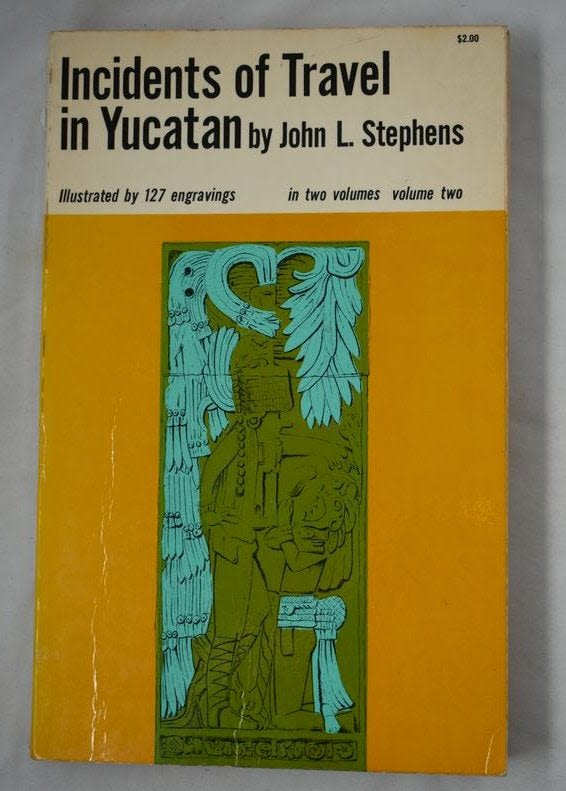 $2.00
Incidents of Travel
in Yucatan by John L. Stephens
Illustrated by 127 engravings in two volumes volume two